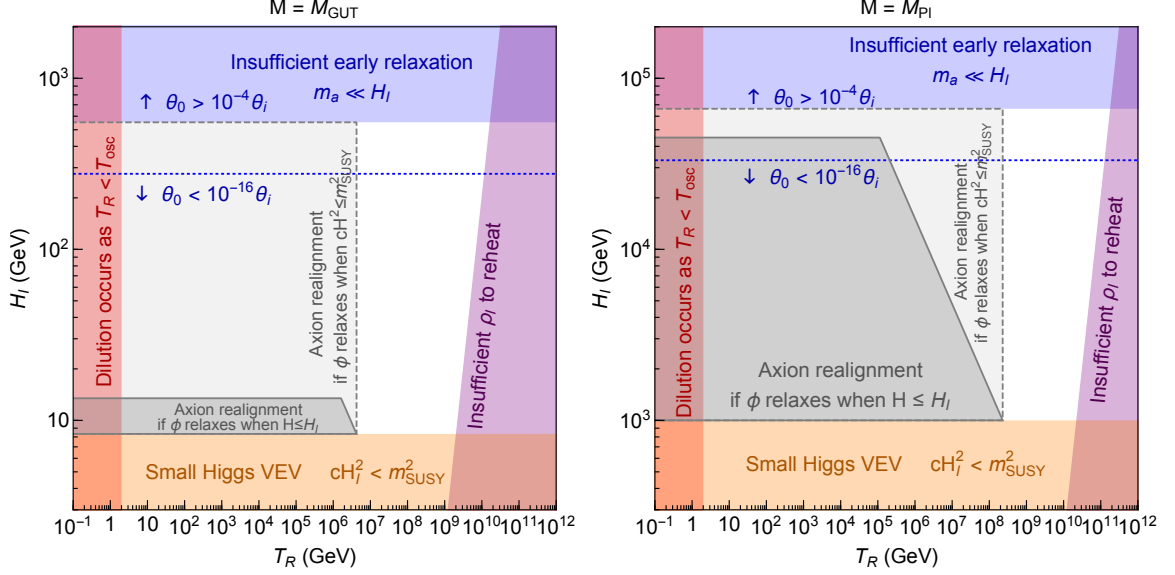 M = M_GUT
Insufficient early relaxation
m_a ≪ H_I
↑ θ_0 > 10^{-4}θ_i
↓ θ_0 < 10^{-16}θ_i
Dilution occurs as T_R < T_osc
Axion realignment
if ϕ relaxes when cH^2≤m^2_SUSY
Insufficient ρ_I to reheat
Axion realignment
if ϕ relaxes when H≤H_I
Small Higgs VEV cH_I^2 < m^2_SUSY
H_I (GeV)
10^3
10^2
10
10^{-1} 1 10 10^2 10^3 10^4 10^5 10^6 10^7 10^8 10^9 10^{10} 10^{11} 10^{12}
T_R (GeV)
M = M_Pl
Insufficient early relaxation
m_a ≪ H_I
↑ θ_0 > 10^{-4}θ_i
↓ θ_0 < 10^{-16}θ_i
Dilution occurs as T_R < T_osc
Axion realignment
if ϕ relaxes when cH^2≤m^2_SUSY
Insufficient ρ_I to reheat
Axion realignment
if ϕ relaxes when H ≤ H_I
Small Higgs VEV cH_I^2 < m^2_SUSY
H_I (GeV)
10^5
10^4
10^3
10^{-1} 1 10 10^2 10^3 10^4 10^5 10^6 10^7 10^8 10^9 10^{10} 10^{11} 10^{12}
T_R (GeV)